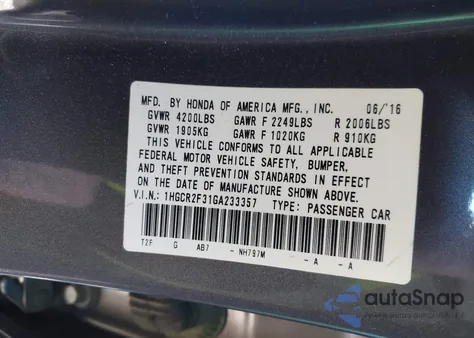 MFD. BY HONDA OF AMERICA MFG., INC. 06/'16
GVWR 4200LBS GAWR F 2249LBS R 2006LBS
GVWR 1905KG GAWR F 1020KG R 910KG
THIS VEHICLE CONFORMS TO ALL APPLICABLE
FEDERAL MOTOR VEHICLE SAFETY, BUMPER,
AND THEFT PREVENTION STANDARDS IN EFFECT
ON THE DATE OF MANUFACTURE SHOWN ABOVE.
V.I.N.: 1HGCR2F31GA233357 TYPE: PASSENGER CAR
T2F G AB7 - NH797M - - A - A
autaSnap